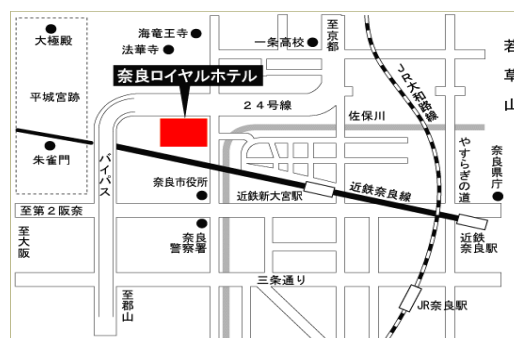 大極殿
海竜王寺
法華寺
一条高校
至京都
JR大和路線
若草山
奈良ロイヤルホテル
平城宮跡
24号線
佐保川
朱雀門
バイパス
やすらぎの道
奈良県庁
奈良市役所
近鉄新大宮駅
近鉄奈良線
至第2阪奈
至大阪
奈良
警察署
近鉄
奈良駅
三条通り
至郡山
JR奈良駅